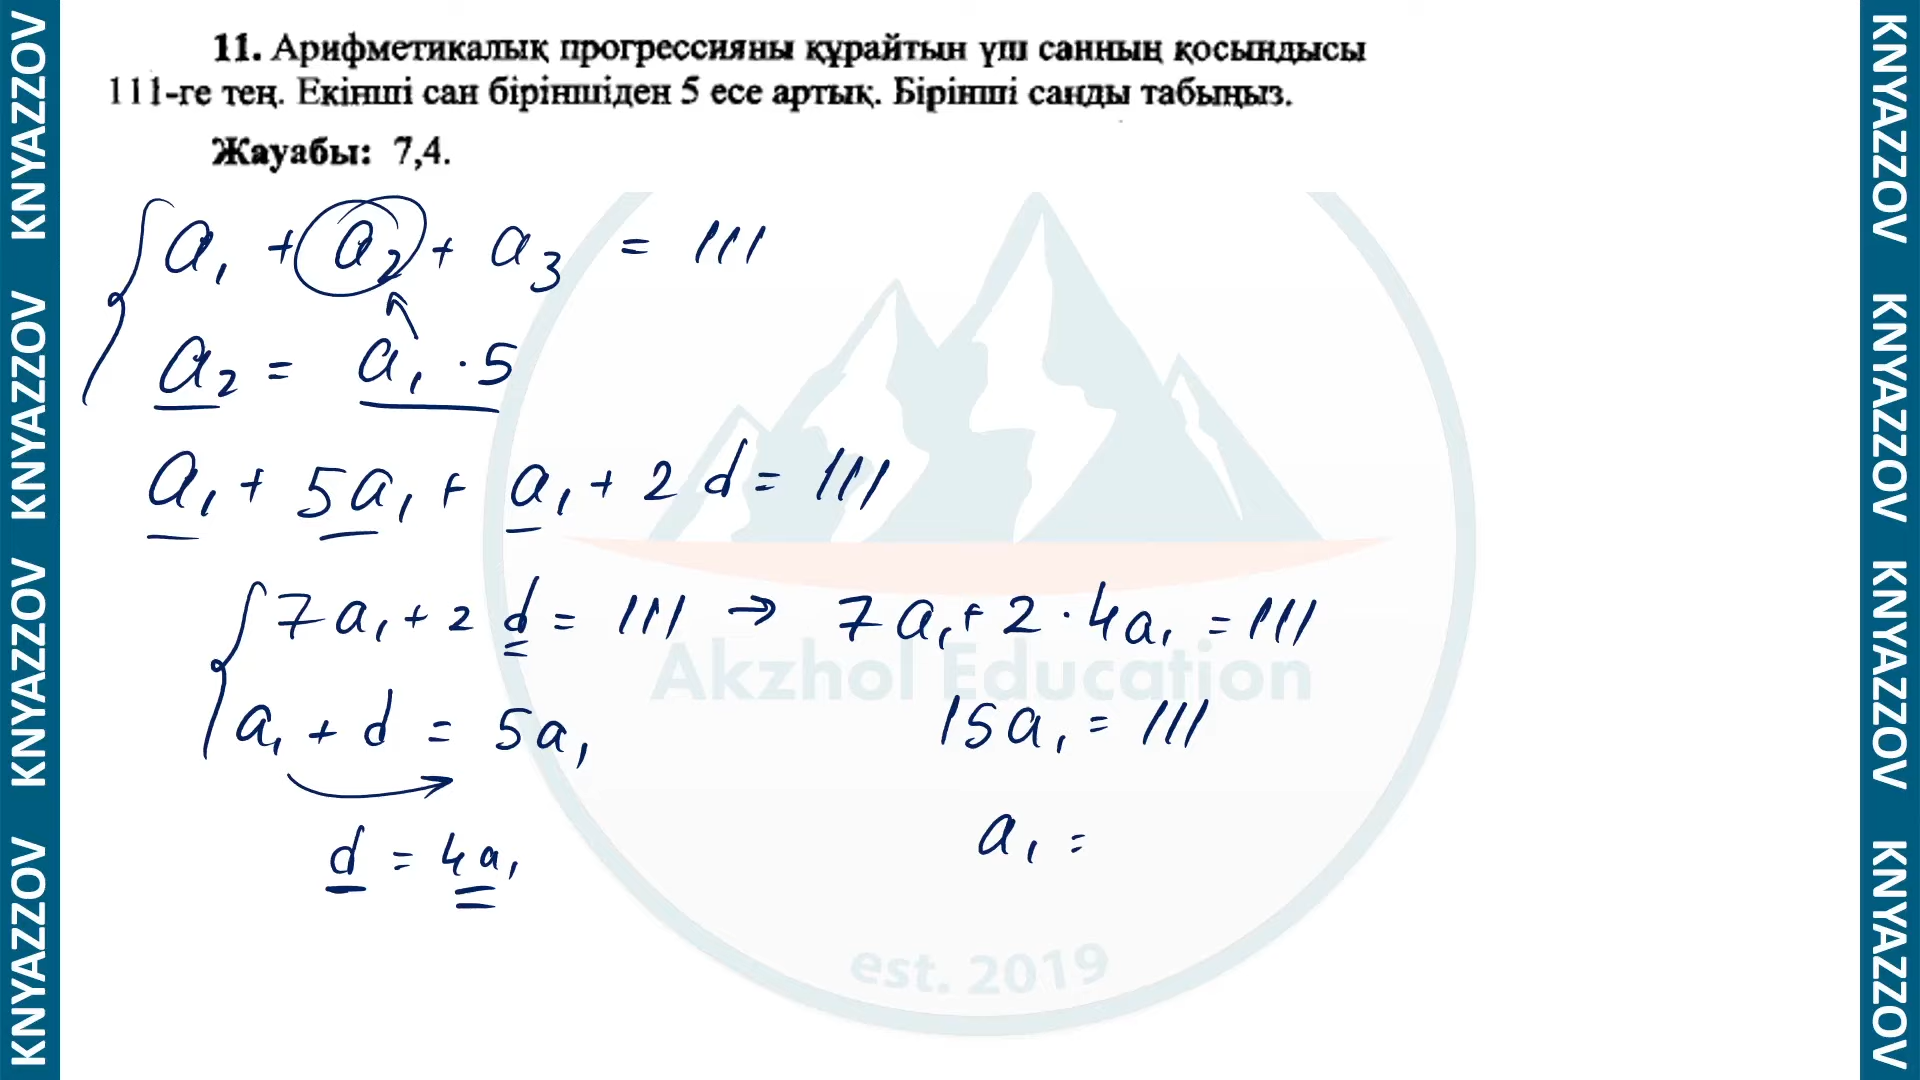 11. Арифметикалық прогрессияны құрайтын үш санның қосындысы
111-ге тең. Екінші сан біріншіден 5 есе артық. Бірінші санды табыңыз.
Жауабы: 7,4.
a₁ + a₂ + a₃ = 111
a₂ = a₁ · 5
a₁ + 5a₁ + a₁ + 2d = 111
7a₁ + 2d = 111 → 7a₁ + 2 · 4a₁ = 111
a₁ + d = 5a₁
15a₁ = 111
d = 4a₁
a₁ =
Akzhol Education
est. 2019
KNYAZZOV KNYAZZOV KNYAZZOV KNYAZZOV
KNYAZZOV KNYAZZOV KNYAZZOV KNYAZZOV